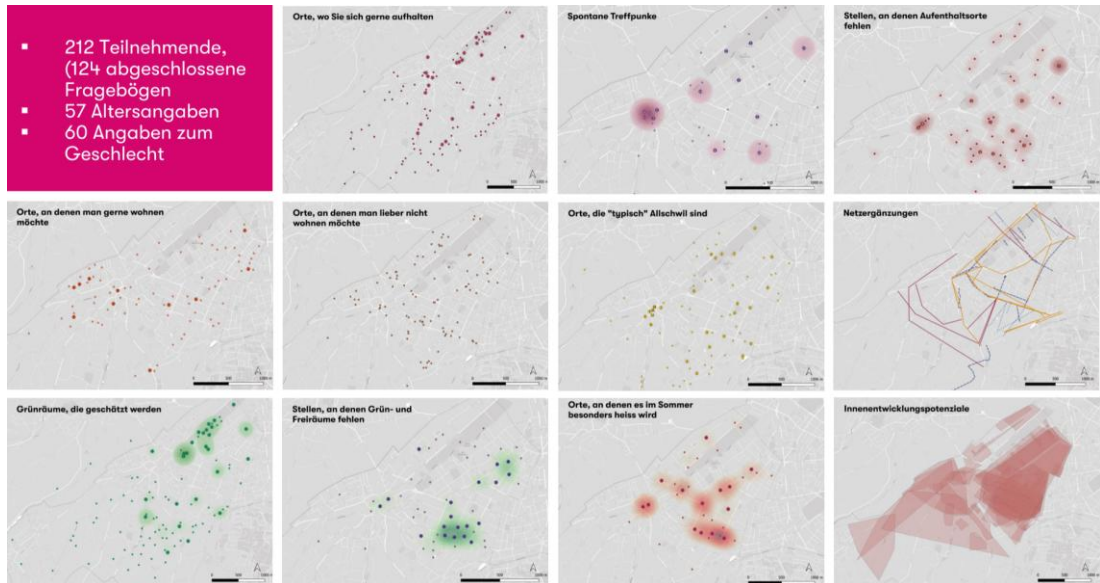 ▪ 212 Teilnehmende,
(124 abgeschlossene
Fragebögen
▪ 57 Altersangaben
▪ 60 Angaben zum
Geschlecht
Orte, wo Sie sich gerne aufhalten
Spontane Treffpunke
Stellen, an denen Aufenthaltsorte
fehlen
Orte, an denen man gerne wohnen
möchte
Orte, an denen man lieber nicht
wohnen möchte
Orte, die "typisch" Allschwil sind
Netzergänzungen
Grünräume, die geschätzt werden
Stellen, an denen Grün- und
Freiräume fehlen
Orte, an denen es im Sommer
besonders heiss wird
Innenentwicklungspotenziale